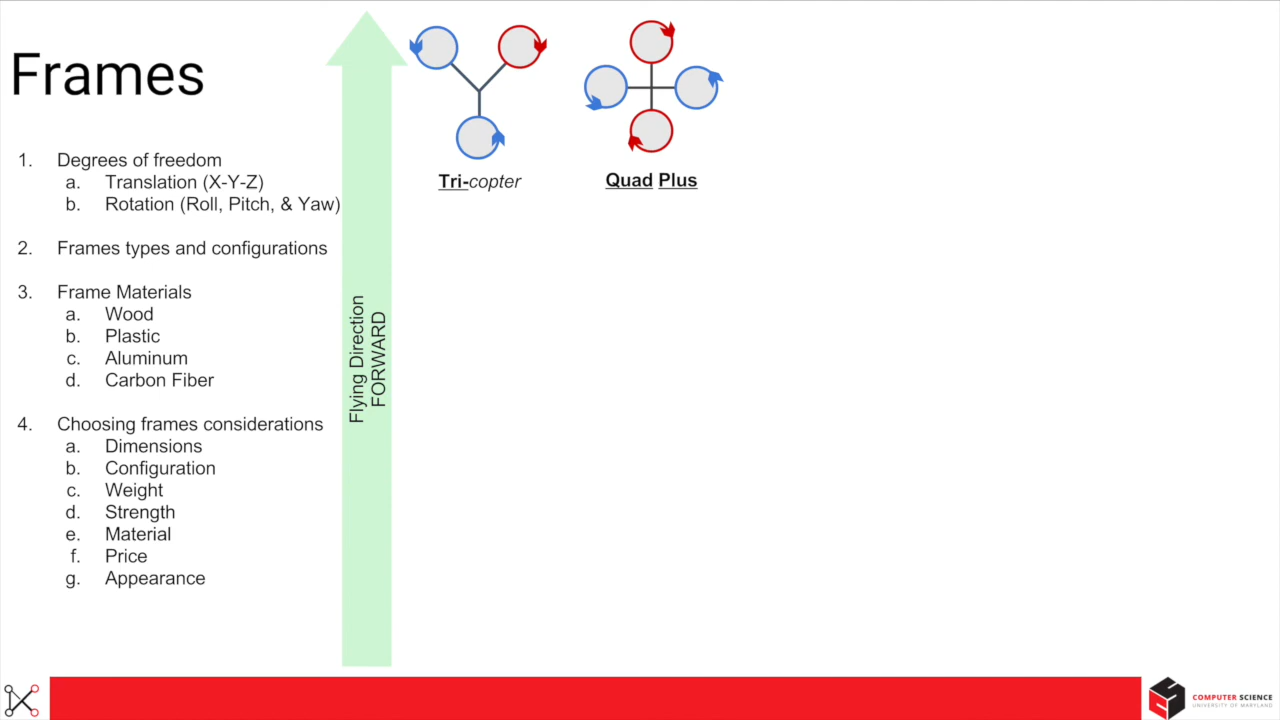 Frames
1. Degrees of freedom
a. Translation (X-Y-Z)
b. Rotation (Roll, Pitch, & Yaw)
2. Frames types and configurations
3. Frame Materials
a. Wood
b. Plastic
c. Aluminum
d. Carbon Fiber
4. Choosing frames considerations
a. Dimensions
b. Configuration
c. Weight
d. Strength
e. Material
f. Price
g. Appearance
Flying Direction
FORWARD
Tri-copter
Quad Plus
COMPUTER SCIENCE
UNIVERSITY OF MARYLAND